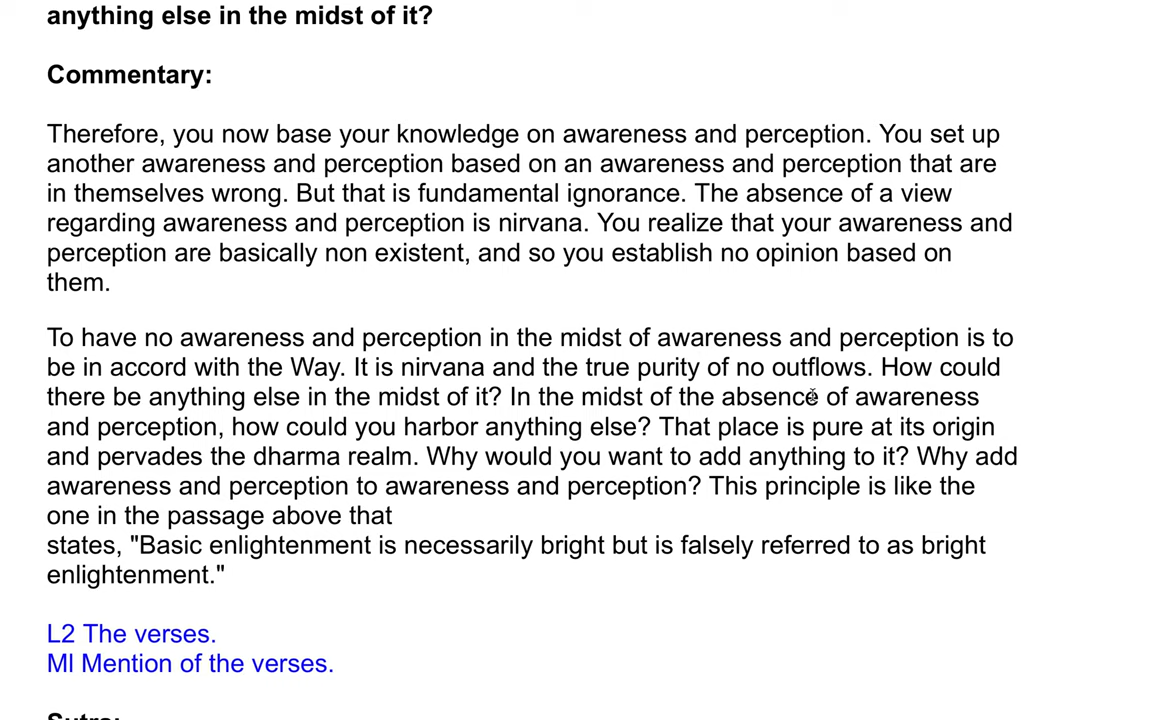 anything else in the midst of it?
Commentary:
Therefore, you now base your knowledge on awareness and perception. You set up
another awareness and perception based on an awareness and perception that are
in themselves wrong. But that is fundamental ignorance. The absence of a view
regarding awareness and perception is nirvana. You realize that your awareness and
perception are basically non existent, and so you establish no opinion based on
them.
To have no awareness and perception in the midst of awareness and perception is to
be in accord with the Way. It is nirvana and the true purity of no outflows. How could
there be anything else in the midst of it? In the midst of the absence of awareness
and perception, how could you harbor anything else? That place is pure at its origin
and pervades the dharma realm. Why would you want to add anything to it? Why add
awareness and perception to awareness and perception? This principle is like the
one in the passage above that
states, "Basic enlightenment is necessarily bright but is falsely referred to as bright
enlightenment."
L2 The verses.
Ml Mention of the verses.
Sutra: